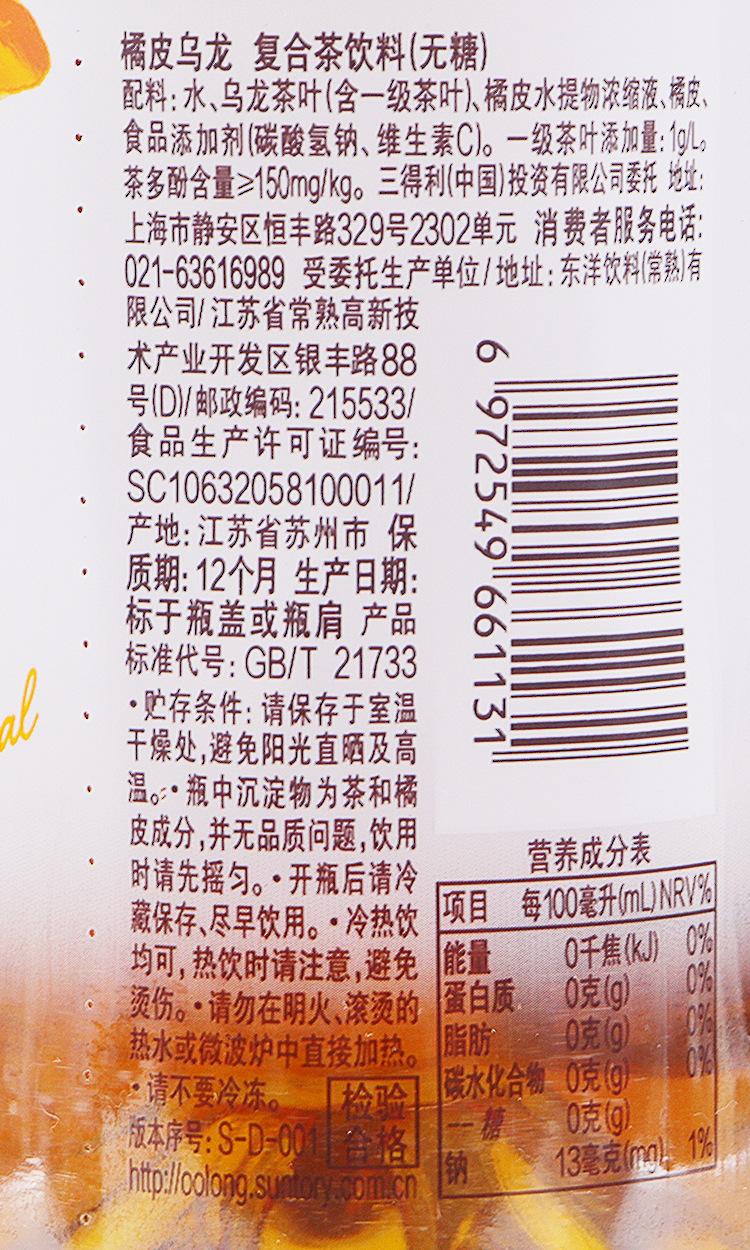 橘皮乌龙 复合茶饮料(无糖)
配料:水、乌龙茶叶(含一级茶叶)、橘皮水提物浓缩液、橘皮、
食品添加剂(碳酸氢钠、维生素C)。一级茶叶添加量:1g/L。
茶多酚含量≥150mg/kg。三得利(中国)投资有限公司委托 地址:
上海市静安区恒丰路329号2302单元 消费者服务电话:
021-63616989 受委托生产单位/地址:东洋饮料(常熟)有
限公司/江苏省常熟高新技
术产业开发区银丰路88
号(D)/邮政编码:215533/
食品生产许可证编号:
SC10632058100011/
产地:江苏省苏州市 保
质期:12个月 生产日期:
标于瓶盖或瓶肩 产品
标准代号:GB/T 21733
·贮存条件:请保存于室温
干燥处,避免阳光直晒及高
温。·瓶中沉淀物为茶和橘
皮成分,并无品质问题,饮用
时请先摇匀。·开瓶后请冷
藏保存、尽早饮用。·冷热饮
均可,热饮时请注意,避免
烫伤。·请勿在明火、滚烫的
热水或微波炉中直接加热。
·请不要冷冻。
版本序号:S-D-001
检验
合格
http://oolong.suntory.com.cn
6 972549 661131
营养成分表
项目 每100毫升(mL) NRV%
能量 0千焦(kJ) 0%
蛋白质 0克(g) 0%
脂肪 0克(g) 0%
碳水化合物 0克(g) 0%
一糖 0克(g)
钠 13毫克(mg) 1%
al